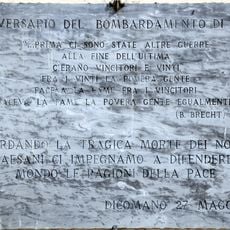 VERSARIO DEL BOMBARDAMENTO DI
"...PRIMA CI SONO STATE ALTRE GUERRE
ALLA FINE DELL'ULTIMA
C'ERANO VINCITORI E VINTI
FRA I VINTI LA POVERA GENTE
FACEVA LA FAME FRA I VINCITORI
FACEVA LA FAME LA POVERA GENTE EGUALMENTE
(B. BRECHT)
RDANDO LA TRAGICA MORTE DEI NO
PAESANI CI IMPEGNAMO A DIFENDERE
MONDO LE RAGIONI DELLA PACE
DICOMANO 27 MAGG